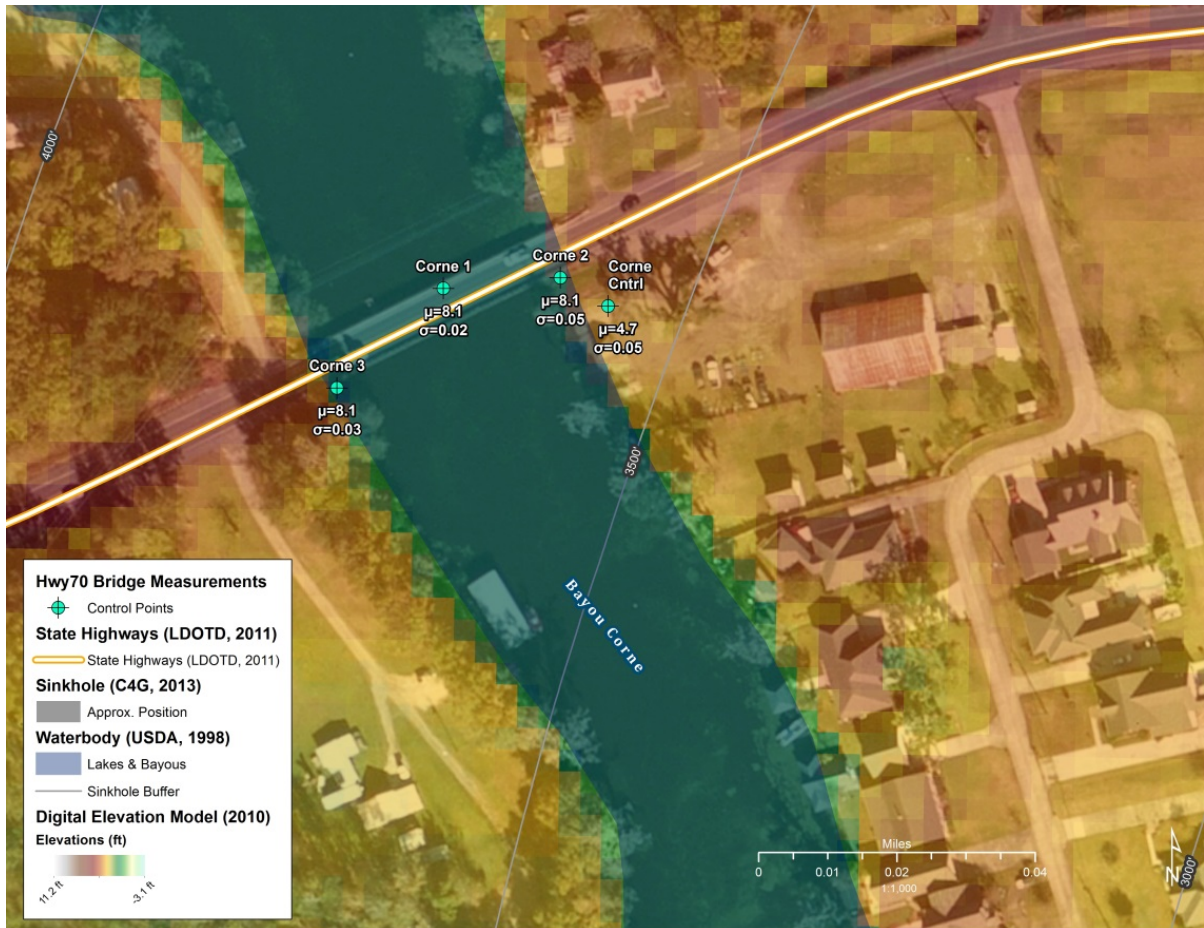 4000'
Corne 1
μ=8.1
σ=0.02
Corne 2
μ=8.1
σ=0.05
Corne
Cntrl
μ=4.7
σ=0.05
Corne 3
μ=8.1
σ=0.03
3500'
Bayou Corne
Hwy70 Bridge Measurements
Control Points
State Highways (LDOTD, 2011)
State Highways (LDOTD, 2011)
Sinkhole (C4G, 2013)
Approx. Position
Waterbody (USDA, 1998)
Lakes & Bayous
Sinkhole Buffer
Digital Elevation Model (2010)
Elevations (ft)
11.2 ft
-3.1 ft
Miles
0 0.01 0.02 0.04
1:1,000
N
3000'